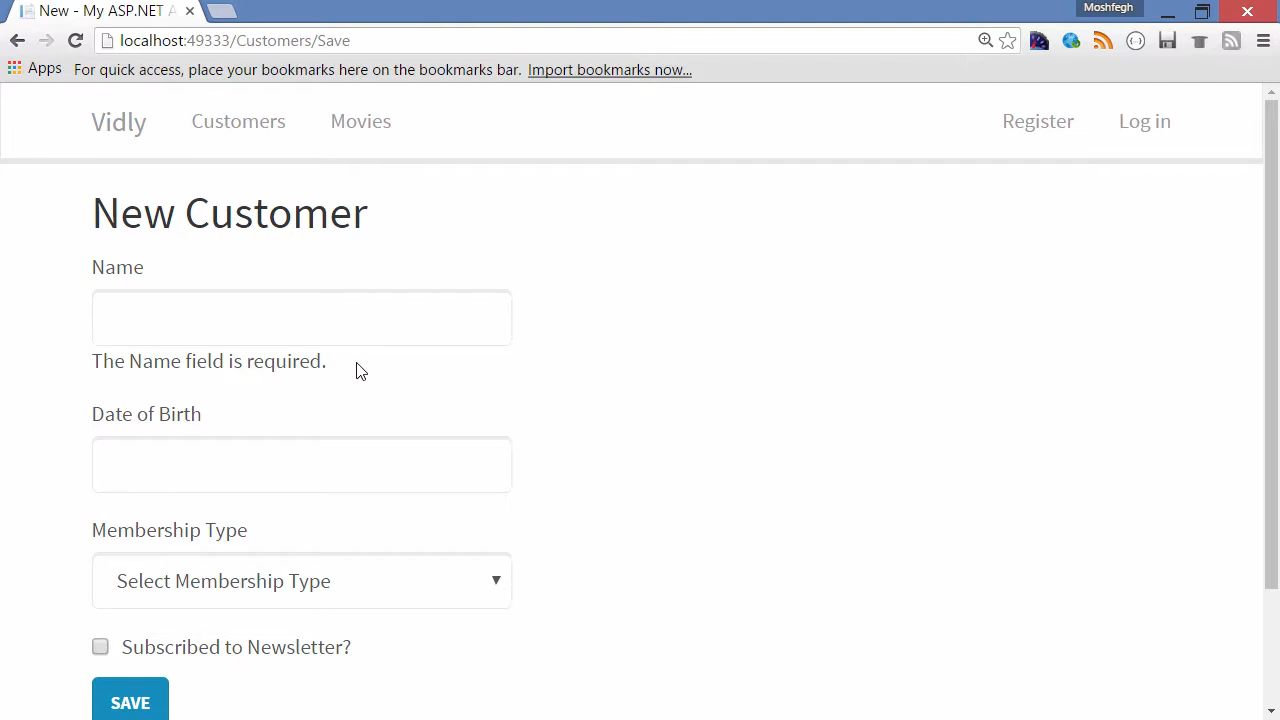 New - My ASP.NET A
Moshfegh
localhost:49333/Customers/Save
Apps For quick access, place your bookmarks here on the bookmarks bar. Import bookmarks now...
Vidly Customers Movies Register Log in
New Customer
Name
The Name field is required.
Date of Birth
Membership Type
Select Membership Type
Subscribed to Newsletter?
SAVE